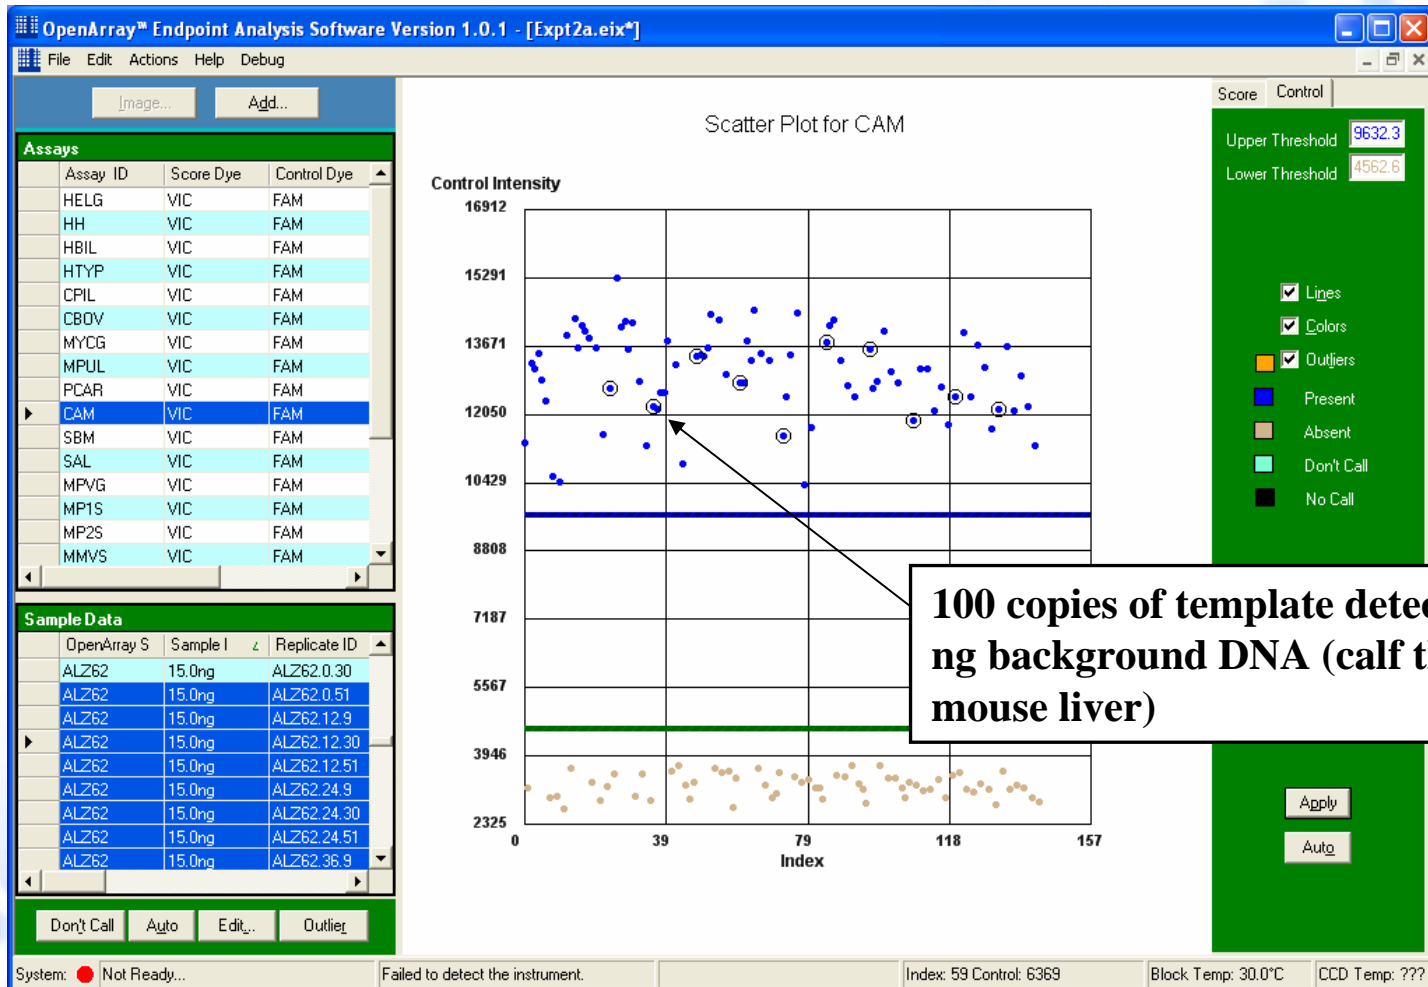 OpenArray™ Endpoint Analysis Software Version 1.0.1 - [Expt2a.eix*]
File Edit Actions Help Debug
Image... Add...
Assays
Assay ID Score Dye Control Dye
HELG VIC FAM
HH VIC FAM
HBIL VIC FAM
HTYP VIC FAM
CPIL VIC FAM
CBOV VIC FAM
MYCG VIC FAM
MPUL VIC FAM
PCAR VIC FAM
CAM VIC FAM
SBM VIC FAM
SAL VIC FAM
MPVG VIC FAM
MP1S VIC FAM
MP2S VIC FAM
MMVS VIC FAM
Sample Data
OpenArray S Sample I Replicate ID
ALZ62 15.0ng ALZ62.0.30
ALZ62 15.0ng ALZ62.0.51
ALZ62 15.0ng ALZ62.12.9
ALZ62 15.0ng ALZ62.12.30
ALZ62 15.0ng ALZ62.12.51
ALZ62 15.0ng ALZ62.24.9
ALZ62 15.0ng ALZ62.24.30
ALZ62 15.0ng ALZ62.24.51
ALZ62 15.0ng ALZ62.36.9
Don't Call Auto Edit... Outlier
Scatter Plot for CAM
Control Intensity
16912
15291
13671
12050
10429
8808
7187
5567
3946
2325
0 39 79 118 157
Index
100 copies of template
ng background DNA (calf
mouse liver)
Score Control
Upper Threshold 9632.3
Lower Threshold 4562.6
Lines
Colors
Outliers
Present
Absent
Don't Call
No Call
Apply
Auto
System: Not Ready... Failed to detect the instrument. Index: 59 Control: 6369 Block Temp: 30.0°C CCD Temp: ???